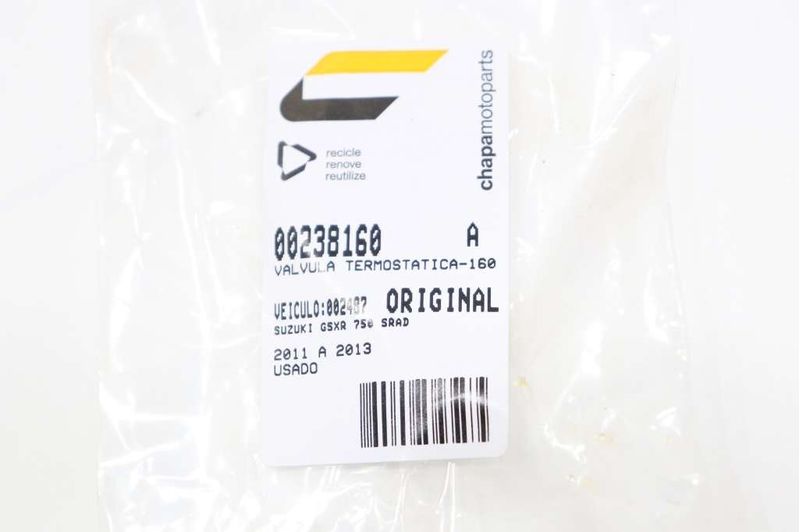 chapamotoparts
recicle
renove
reutilize
00238160 A
VALVULA TERMOSTATICA-160
VEICULO:002487 ORIGINAL
SUZUKI GSXR 750 SRAD
2011 A 2013
USADO